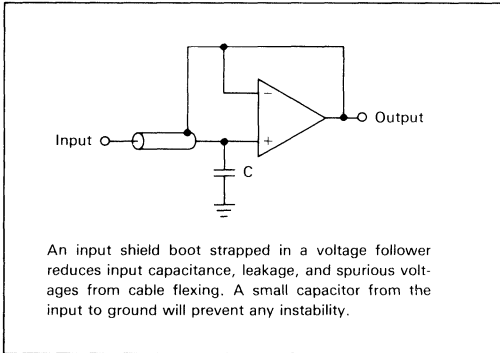 −
Output
Input
+
C
An input shield boot strapped in a voltage follower
reduces input capacitance, leakage, and spurious volt-
ages from cable flexing. A small capacitor from the
input to ground will prevent any instability.